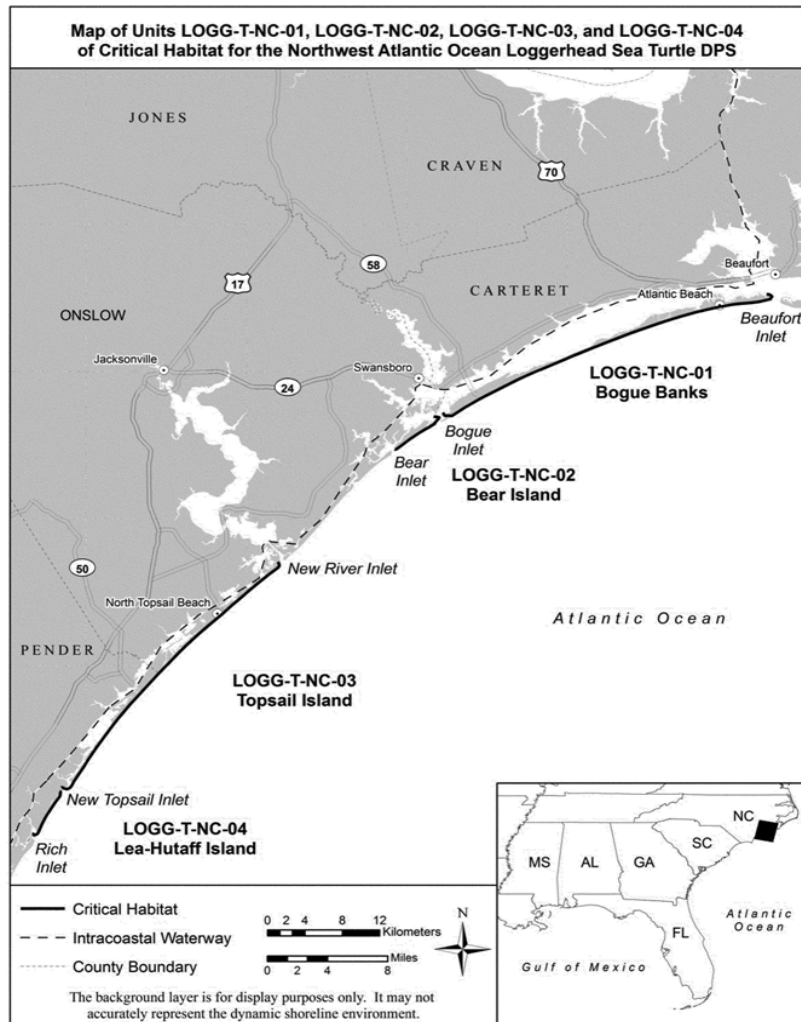 Map of Units LOGG-T-NC-01, LOGG-T-NC-02, LOGG-T-NC-03, and LOGG-T-NC-04
of Critical Habitat for the Northwest Atlantic Ocean Loggerhead Sea Turtle DPS
JONES
CRAVEN
70
58
17
Beaufort
CARTERET
Atlantic Beach
ONSLOW
Beaufort
Inlet
Jacksonville
Swansboro
24
LOGG-T-NC-01
Bogue Banks
Bogue
Inlet
Bear
Inlet
LOGG-T-NC-02
Bear Island
50
New River Inlet
North Topsail Beach
Atlantic Ocean
PENDER
LOGG-T-NC-03
Topsail Island
New Topsail Inlet
LOGG-T-NC-04
Lea-Hutaff Island
Rich
Inlet
NC
SC
MS
AL
GA
FL
Atlantic
Ocean
Gulf of Mexico
Critical Habitat
Intracoastal Waterway
County Boundary
0 2 4 8 12
Kilometers
Miles
0 2 4 8
N
The background layer is for display purposes only. It may not
accurately represent the dynamic shoreline environment.